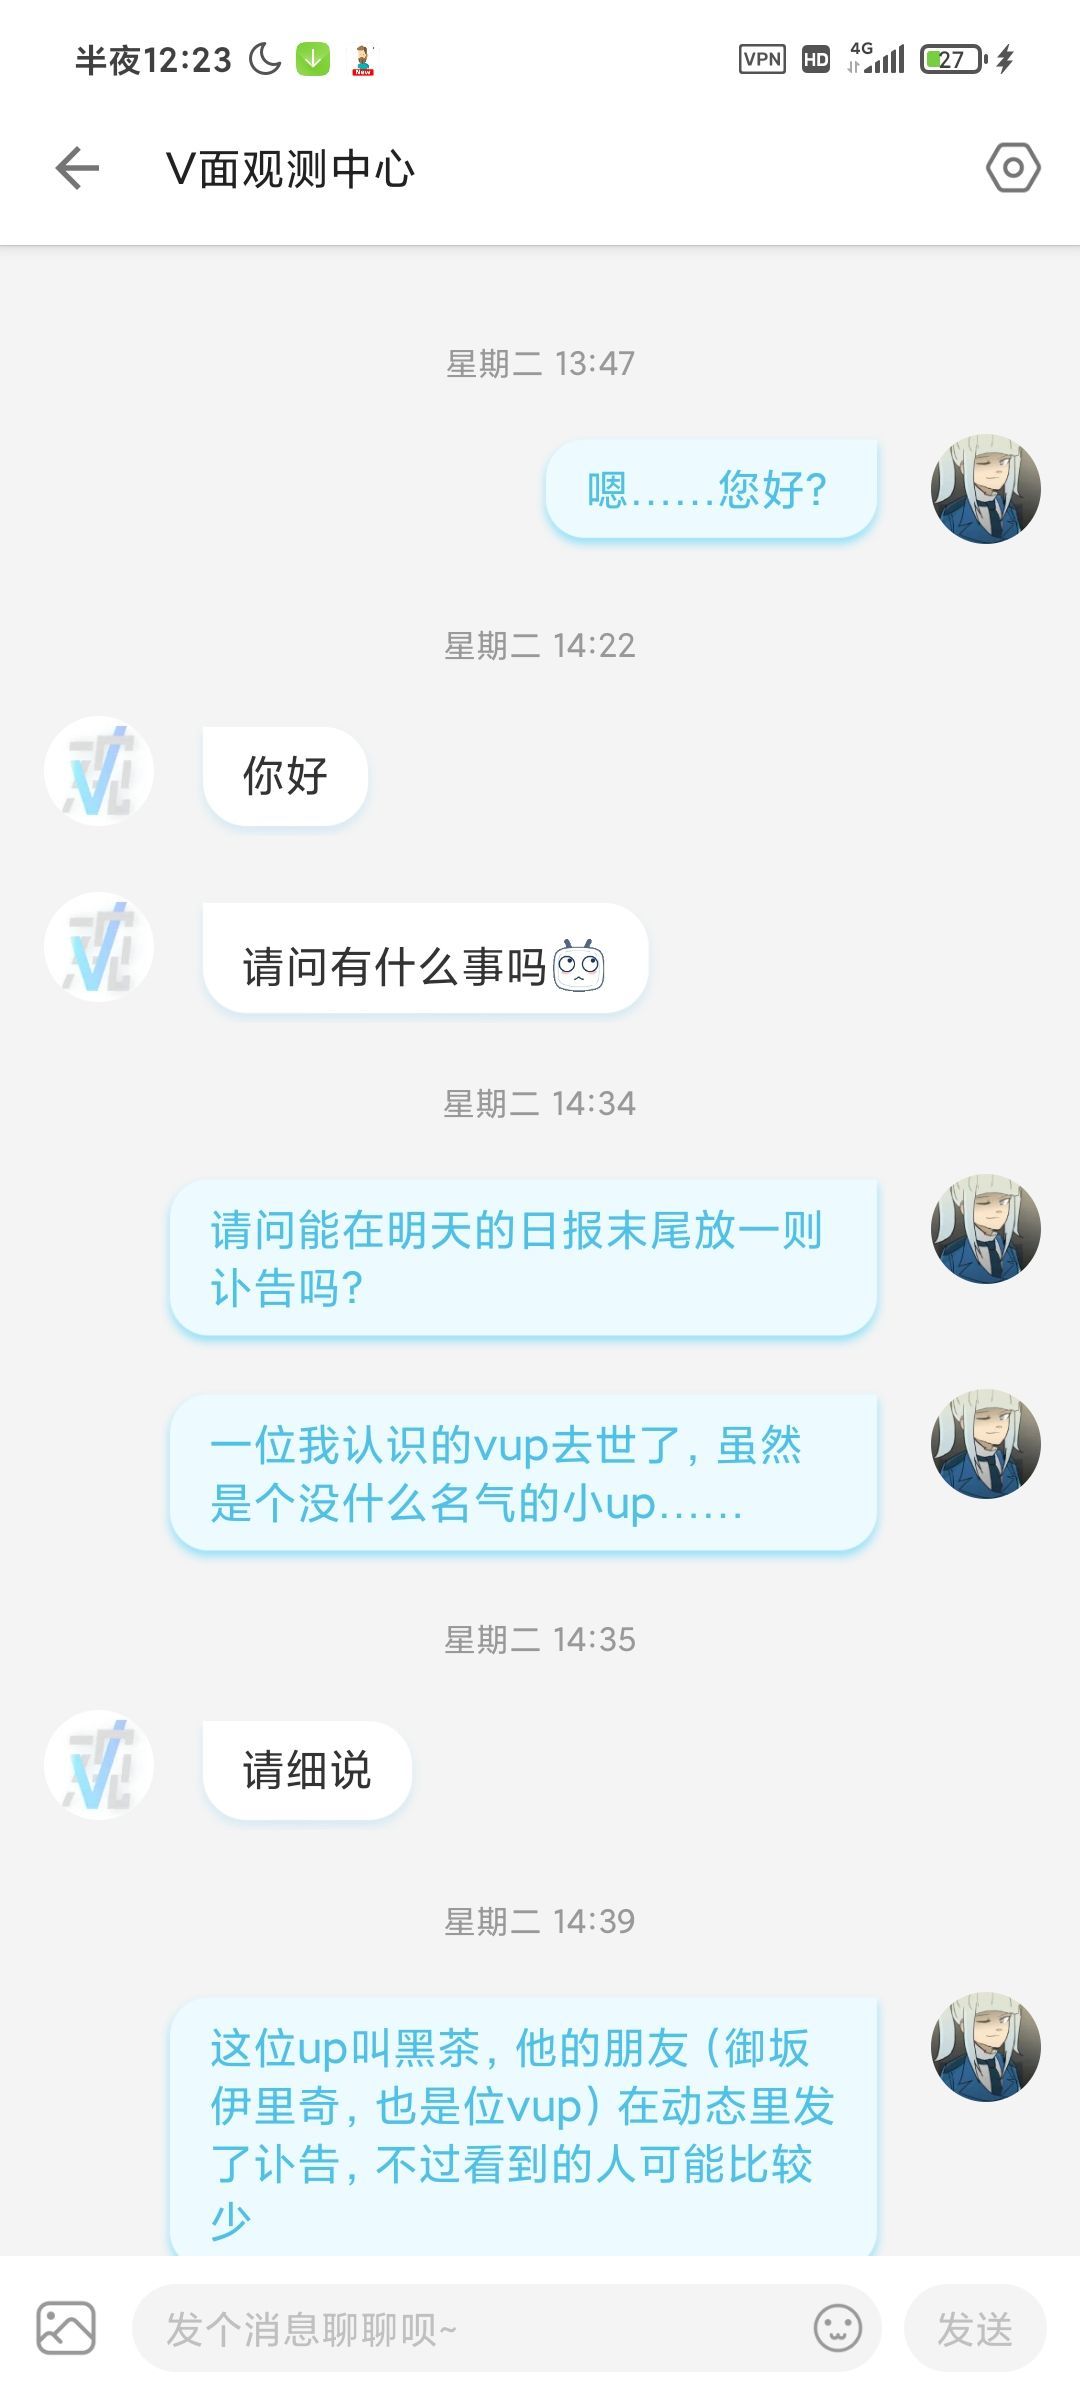 半夜12:23 VPN HD 4G 27
New
V面观测中心
星期二 13:47
嗯……您好?
星期二 14:22
你好
请问有什么事吗
星期二 14:34
请问能在明天的日报末尾放一则
讣告吗?
一位我认识的vup去世了, 虽然
是个没什么名气的小up……
星期二 14:35
请细说
星期二 14:39
这位up叫黑茶, 他的朋友 (御坂
伊里奇, 也是位vup) 在动态里发
了讣告, 不过看到的人可能比较
少
发个消息聊聊呗~
发送